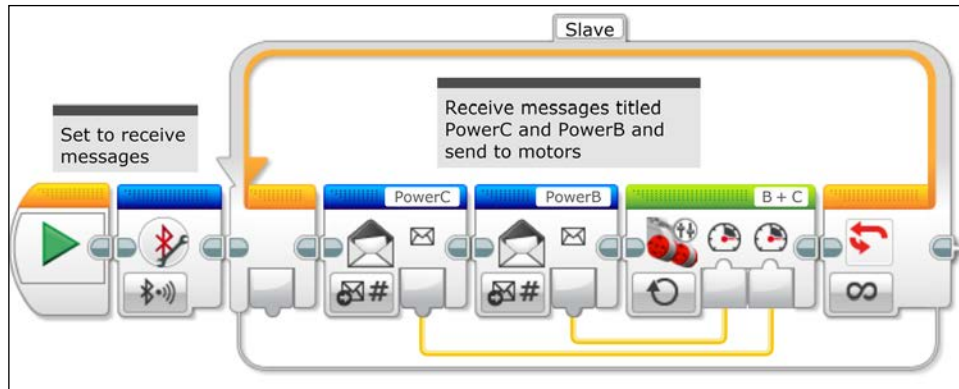 Slave
Set to receive
messages
Receive messages titled
PowerC and PowerB and
send to motors
PowerC
PowerB
B + C
#
#
∞